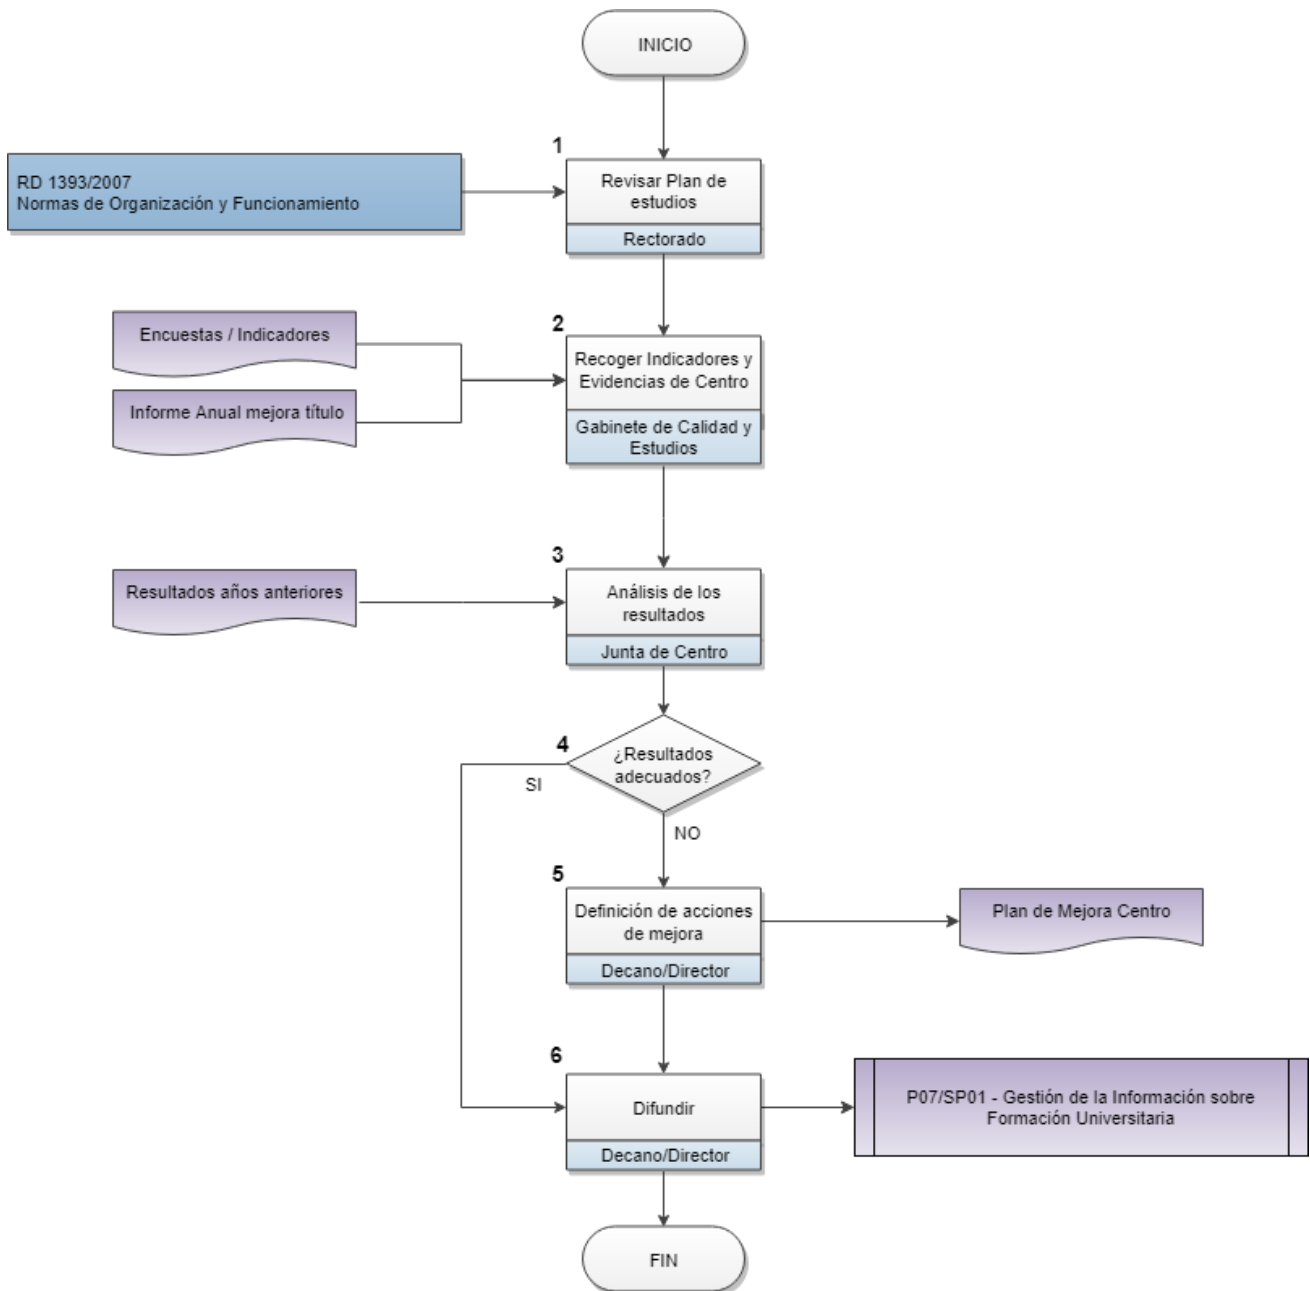 INICIO
1
RD 1393/2007
Normas de Organización y Funcionamiento
Revisar Plan de
estudios
Rectorado
2
Encuestas / Indicadores
Informe Anual mejora título
Recoger Indicadores y
Evidencias de Centro
Gabinete de Calidad y
Estudios
3
Resultados años anteriores
Análisis de los
resultados
Junta de Centro
4
¿Resultados
adecuados?
SI
NO
5
Definición de acciones
de mejora
Decano/Director
Plan de Mejora Centro
6
Difundir
Decano/Director
P07/SP01 - Gestión de la Información sobre
Formación Universitaria
FIN